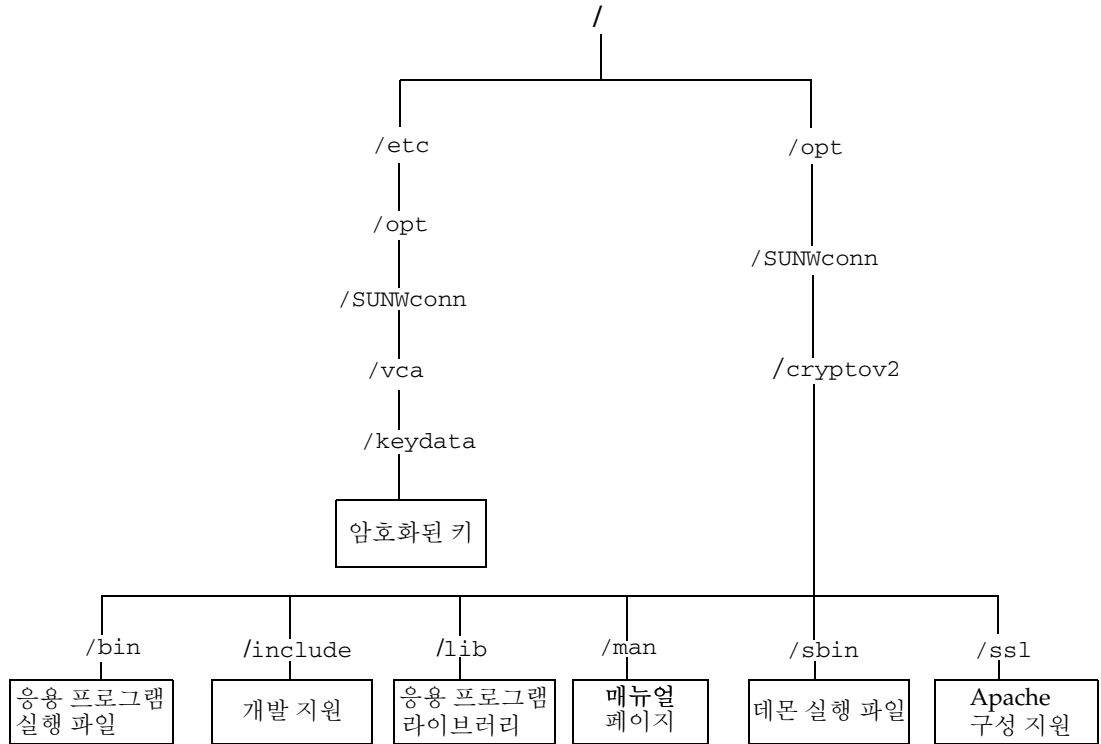 /
/etc
/opt
/opt
/SUNWconn
/SUNWconn
/vca
/cryptov2
/keydata
암호화된 키
/bin
/include
/lib
/man
/sbin
/ssl
응용 프로그램
실행 파일
개발 지원
응용 프로그램
라이브러리
매뉴얼
페이지
데몬 실행 파일
Apache
구성 지원